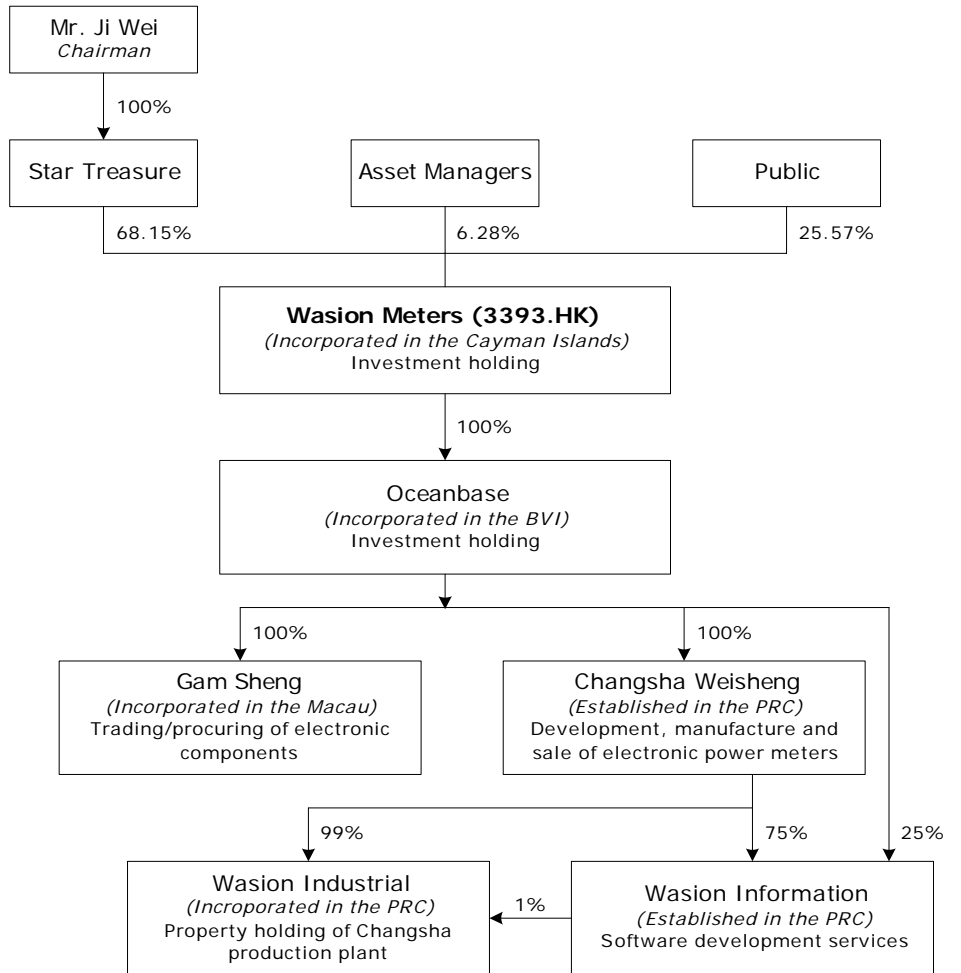 Mr. Ji Wei
Chairman
100%
Star Treasure
Asset Managers
Public
68.15%
6.28%
25.57%
Wasion Meters (3393.HK)
(Incorporated in the Cayman Islands)
Investment holding
100%
Oceanbase
(Incorporated in the BVI)
Investment holding
100%
100%
Gam Sheng
(Incorporated in the Macau)
Trading/procuring of electronic
components
Changsha Weisheng
(Established in the PRC)
Development, manufacture and
sale of electronic power meters
99%
75%
25%
Wasion Industrial
(Incroporated in the PRC)
Property holding of Changsha
production plant
1%
Wasion Information
(Established in the PRC)
Software development services